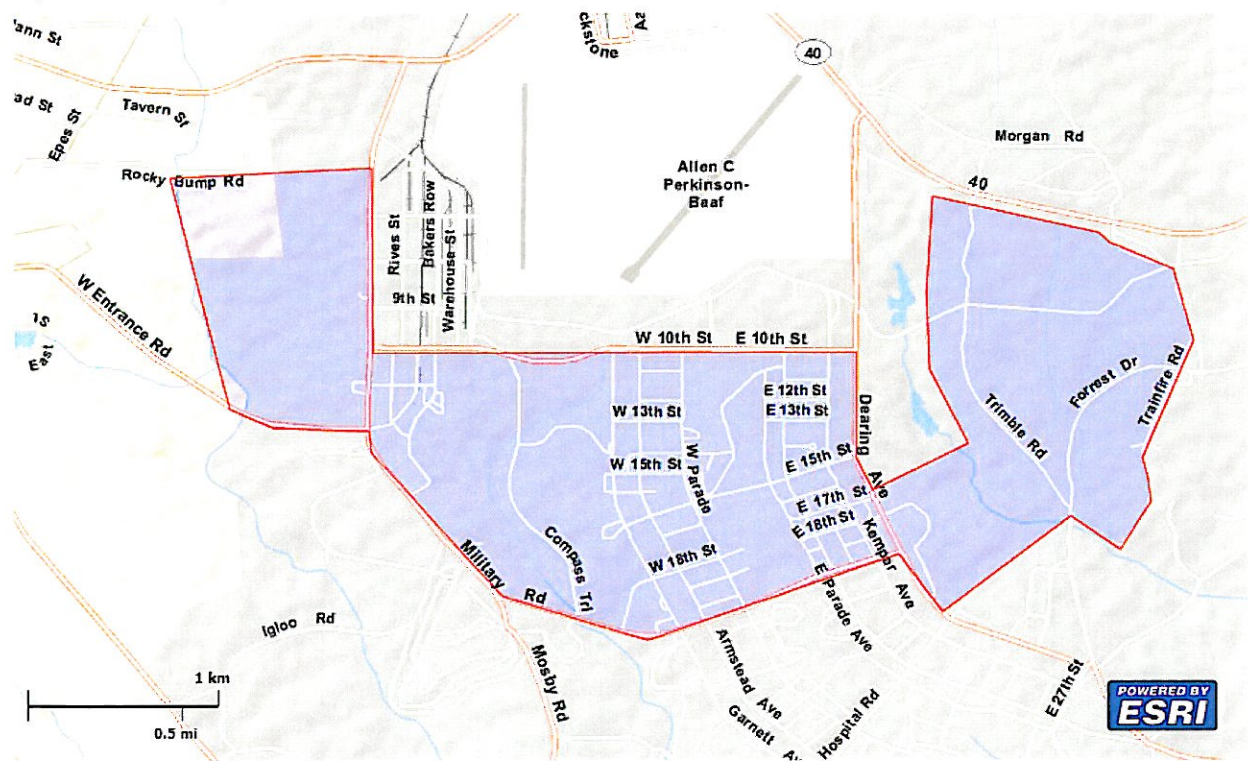 ann St
ckstone
Aa
40
ad St
Epes St
Tavern St
Morgan Rd
Rocky Bump Rd
Allen C
Perkinson-
Baaf
40
Rives St
Bakers Row
Warehouse St
9th St
W Entrance Rd
East
W 10th St
E 10th St
Trainfire Rd
Forrest Dr
E 12th St
E 13th St
W 13th St
Dearing Ave
Trimble Rd
E 15th St
W 15th St
W Parade
E 17th St
E 18th St
Kemper Ave
Compass Trl
W 18th St
Military Rd
E Parade Ave
Igloo Rd
Mosby Rd
Armstead Ave
Garnett Av
Hospital Rd
E 27th St
1 km
0.5 mi
POWERED BY
ESRI